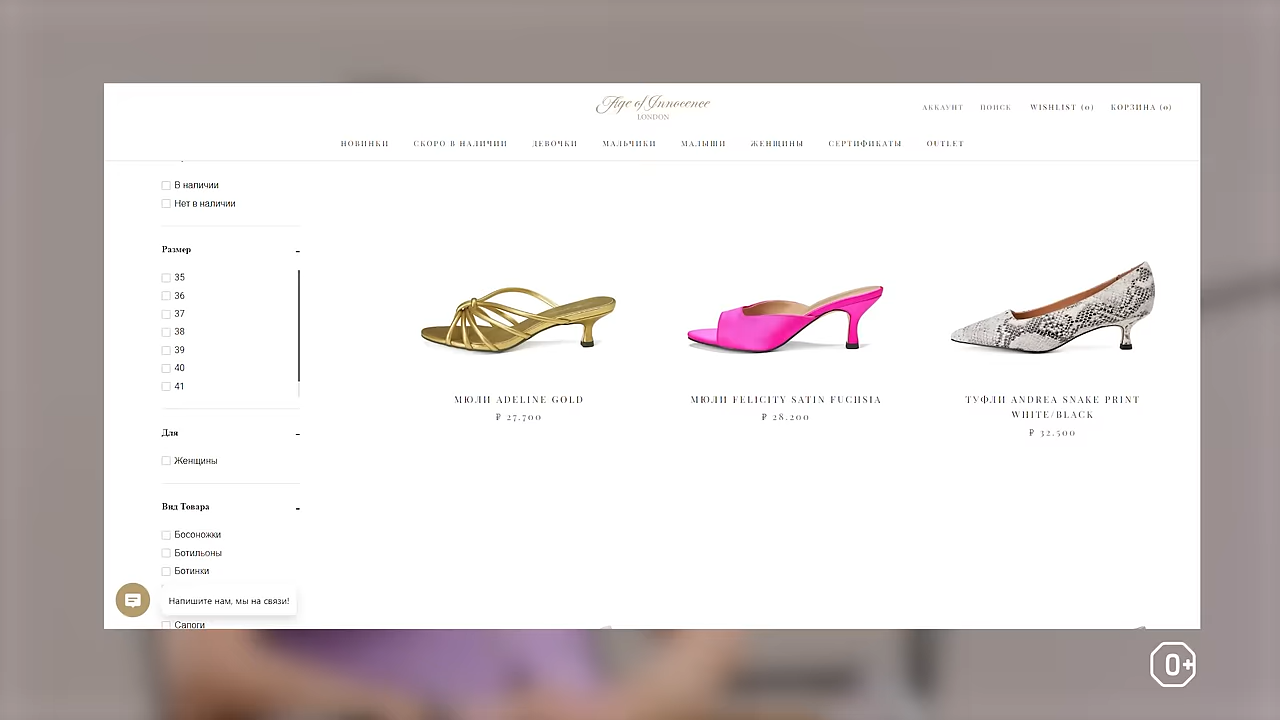 Age of Innocence
LONDON
АККАУНТ ПОИСК WISHLIST (0) КОРЗИНА (0)
НОВИНКИ СКОРО В НАЛИЧИИ ДЕВОЧКИ МАЛЬЧИКИ МАЛЫШИ ЖЕНЩИНЫ СЕРТИФИКАТЫ OUTLET
В наличии
Нет в наличии
Размер -
35
36
37
38
39
40
41
Для -
Женщины
Вид Товара -
Босоножки
Ботильоны
Ботинки
Напишите нам, мы на связи!
Сапоги
МЮЛИ ADELINE GOLD
₽ 27.700
МЮЛИ FELICITY SATIN FUCHSIA
₽ 28.200
ТУФЛИ ANDREA SNAKE PRINT
WHITE/BLACK
₽ 32.500
0+